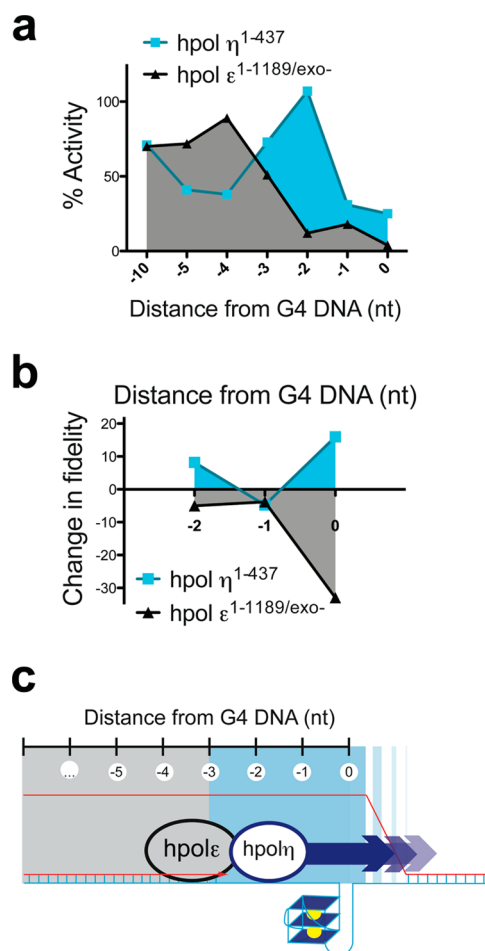 a
hpol η1-437
hpol ε1-1189/exo-
% Activity
100
50
0
-10 -5 -4 -3 -2 -1 0
Distance from G4 DNA (nt)
b
Distance from G4 DNA (nt)
Change in fidelity
20
10
0
-10
-20
-30
-2 -1 0
hpol η1-437
hpol ε1-1189/exo-
c
Distance from G4 DNA (nt)
... -5 -4 -3 -2 -1 0
hpolε hpolη